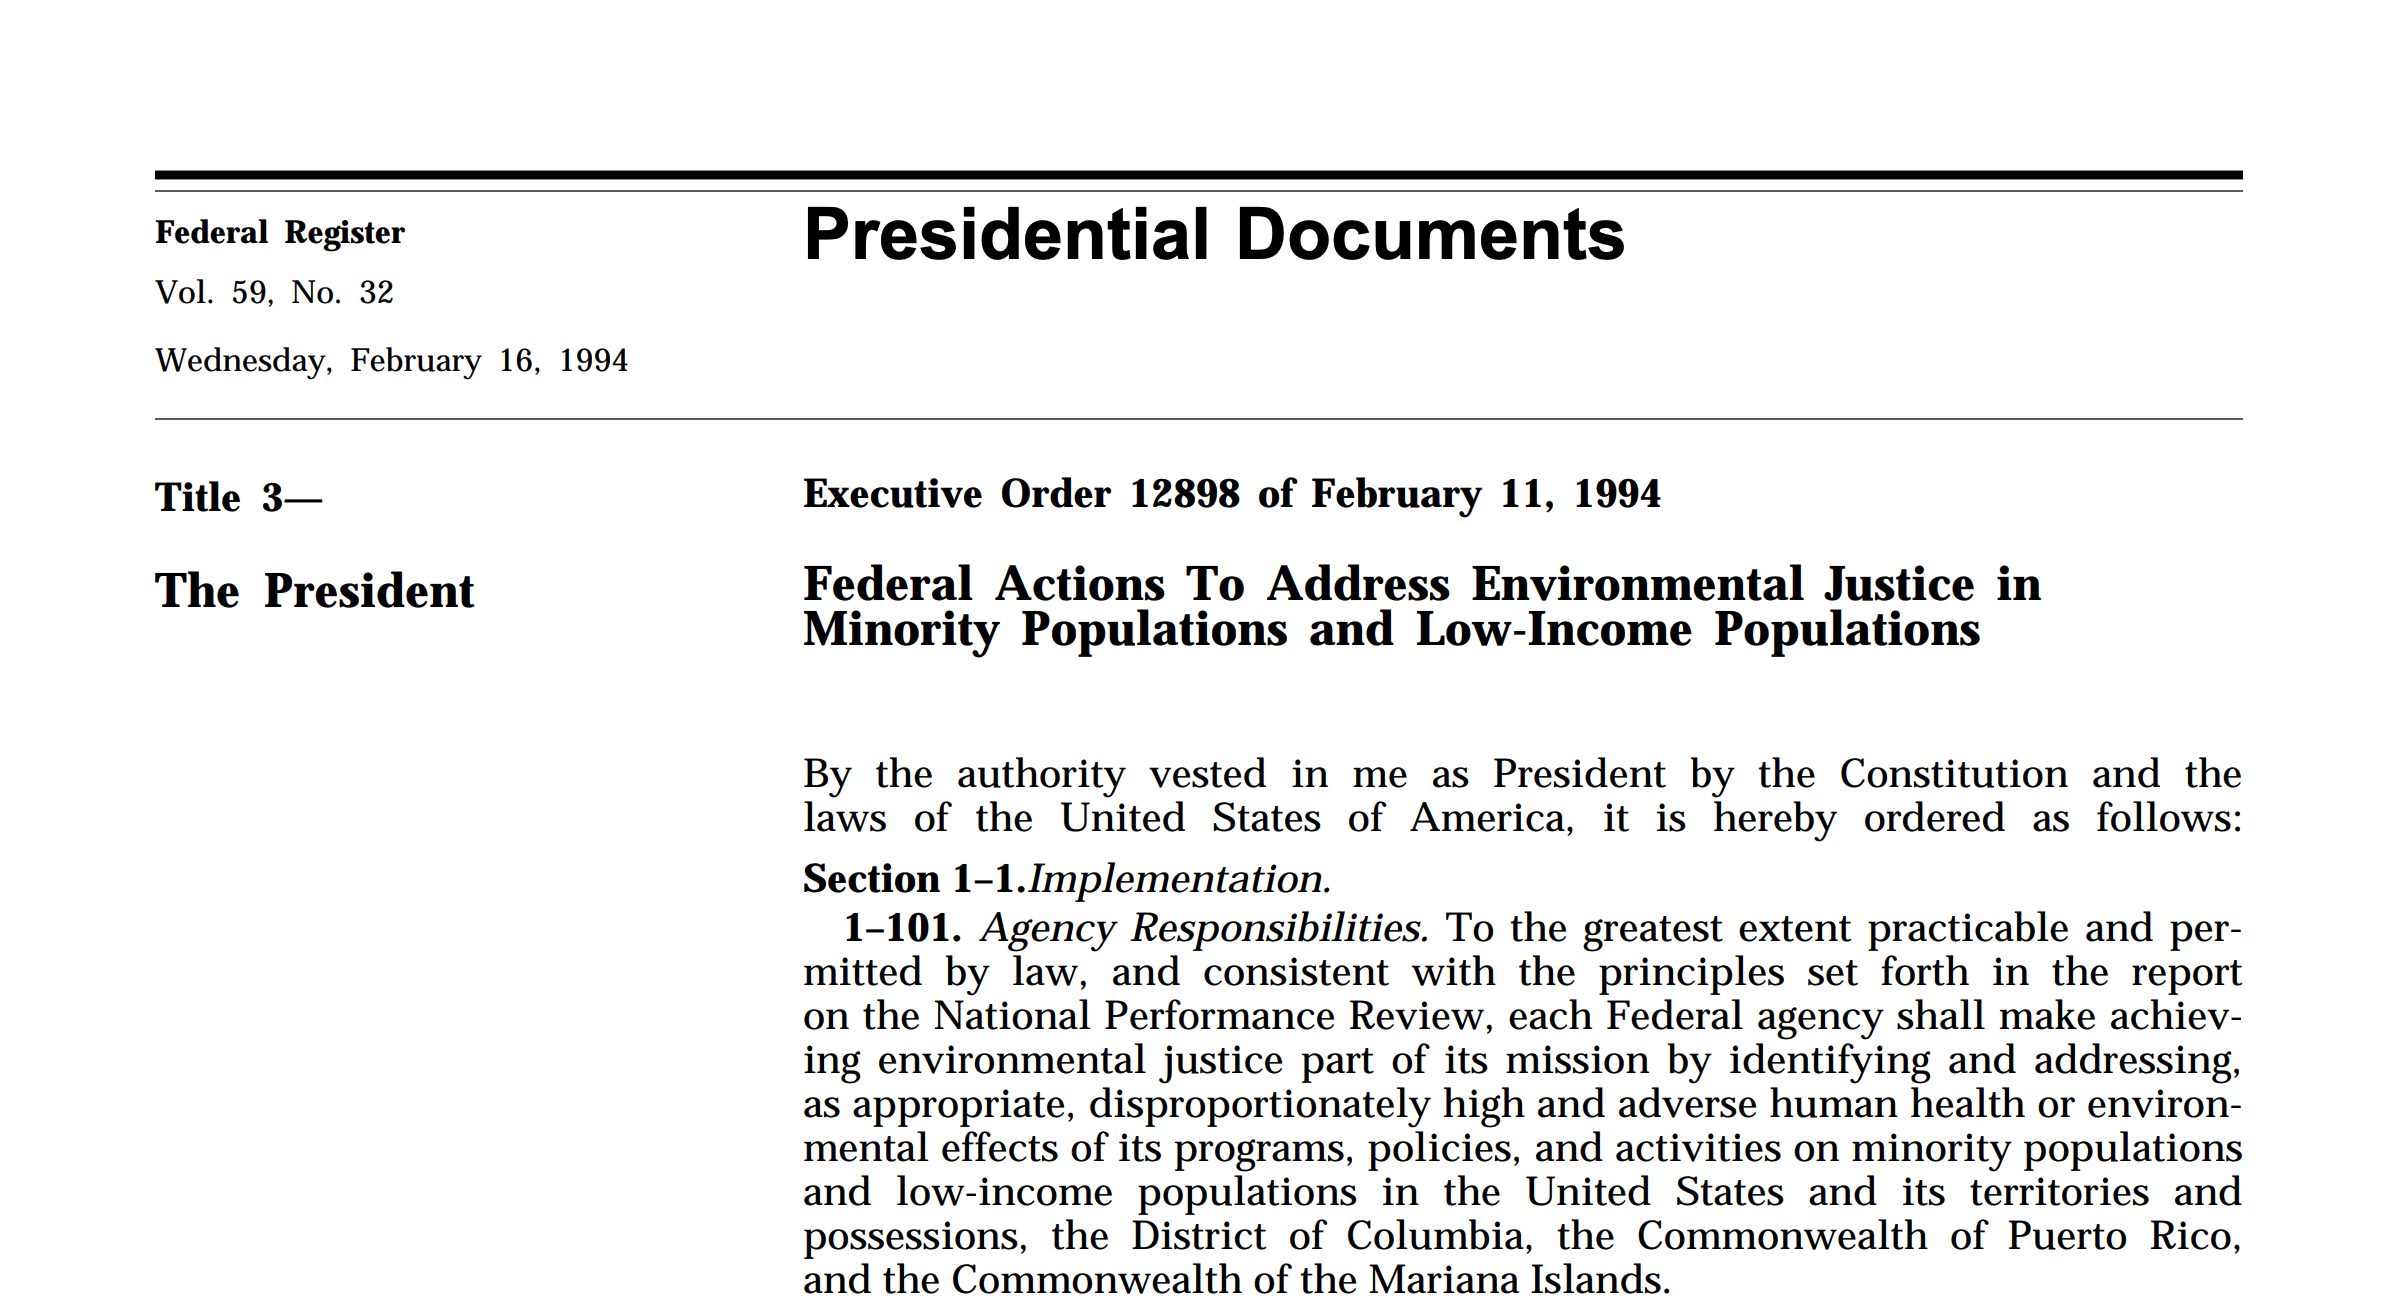 Federal Register
Vol. 59, No. 32
Wednesday, February 16, 1994
Presidential Documents
Title 3—
The President
Executive Order 12898 of February 11, 1994
Federal Actions To Address Environmental Justice in
Minority Populations and Low-Income Populations
By the authority vested in me as President by the Constitution and the
laws of the United States of America, it is hereby ordered as follows:
Section 1–1.Implementation.
1–101. Agency Responsibilities. To the greatest extent practicable and per-
mitted by law, and consistent with the principles set forth in the report
on the National Performance Review, each Federal agency shall make achiev-
ing environmental justice part of its mission by identifying and addressing,
as appropriate, disproportionately high and adverse human health or environ-
mental effects of its programs, policies, and activities on minority populations
and low-income populations in the United States and its territories and
possessions, the District of Columbia, the Commonwealth of Puerto Rico,
and the Commonwealth of the Mariana Islands.